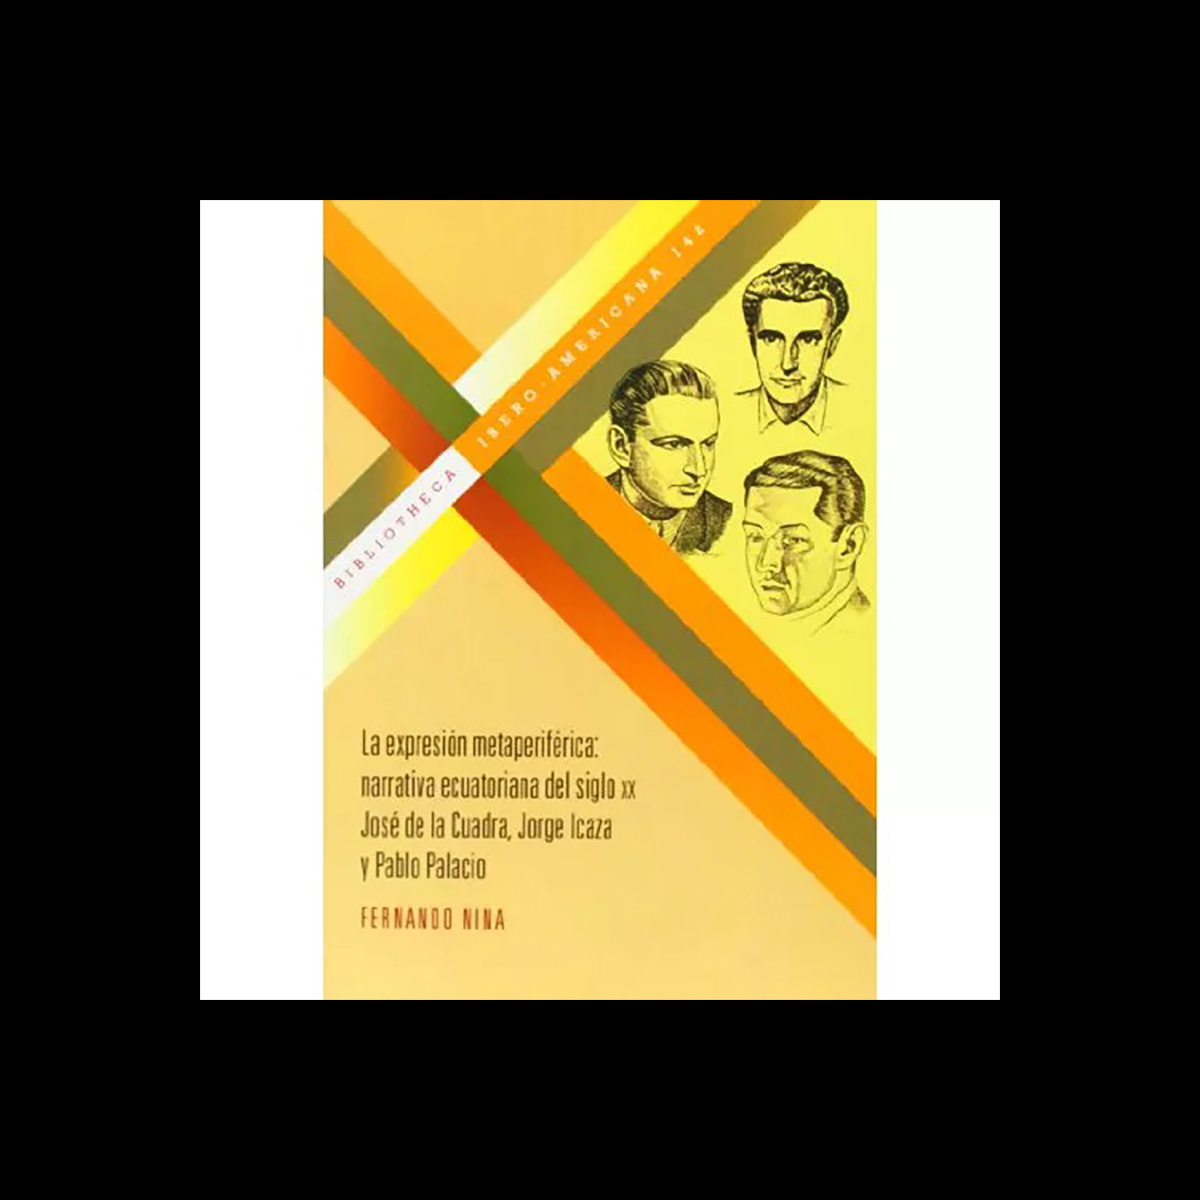 BIBLIOTHECA IBERO-AMERICANA 142
La expresión metaperiférica:
narrativa ecuatoriana del siglo XX
José de la Cuadra, Jorge Icaza
y Pablo Palacio
FERNANDO NINA